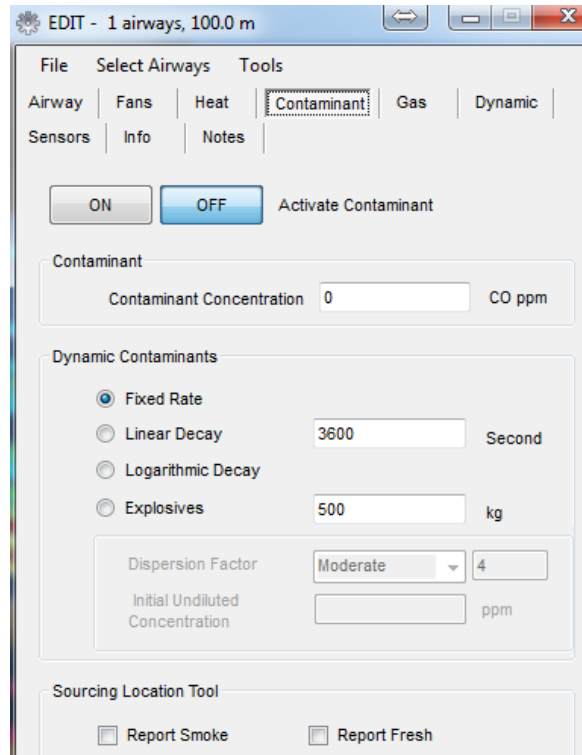 EDIT - 1 airways, 100.0 m
File Select Airways Tools
Airway Fans Heat Contaminant Gas Dynamic
Sensors Info Notes
ON OFF Activate Contaminant
Contaminant
Contaminant Concentration 0 CO ppm
Dynamic Contaminants
Fixed Rate
Linear Decay 3600 Second
Logarithmic Decay
Explosives 500 kg
Dispersion Factor Moderate 4
Initial Undiluted
Concentration ppm
Sourcing Location Tool
Report Smoke Report Fresh